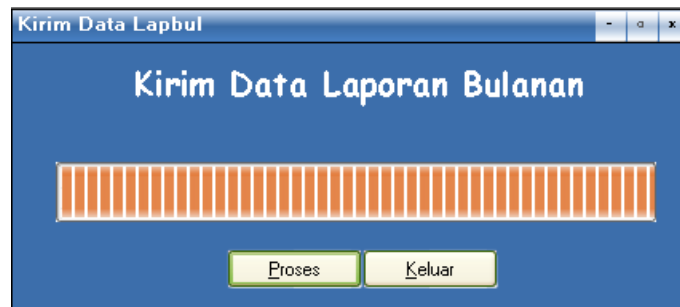 Kirim Data Lapbul
Kirim Data Laporan Bulanan
Proses Keluar